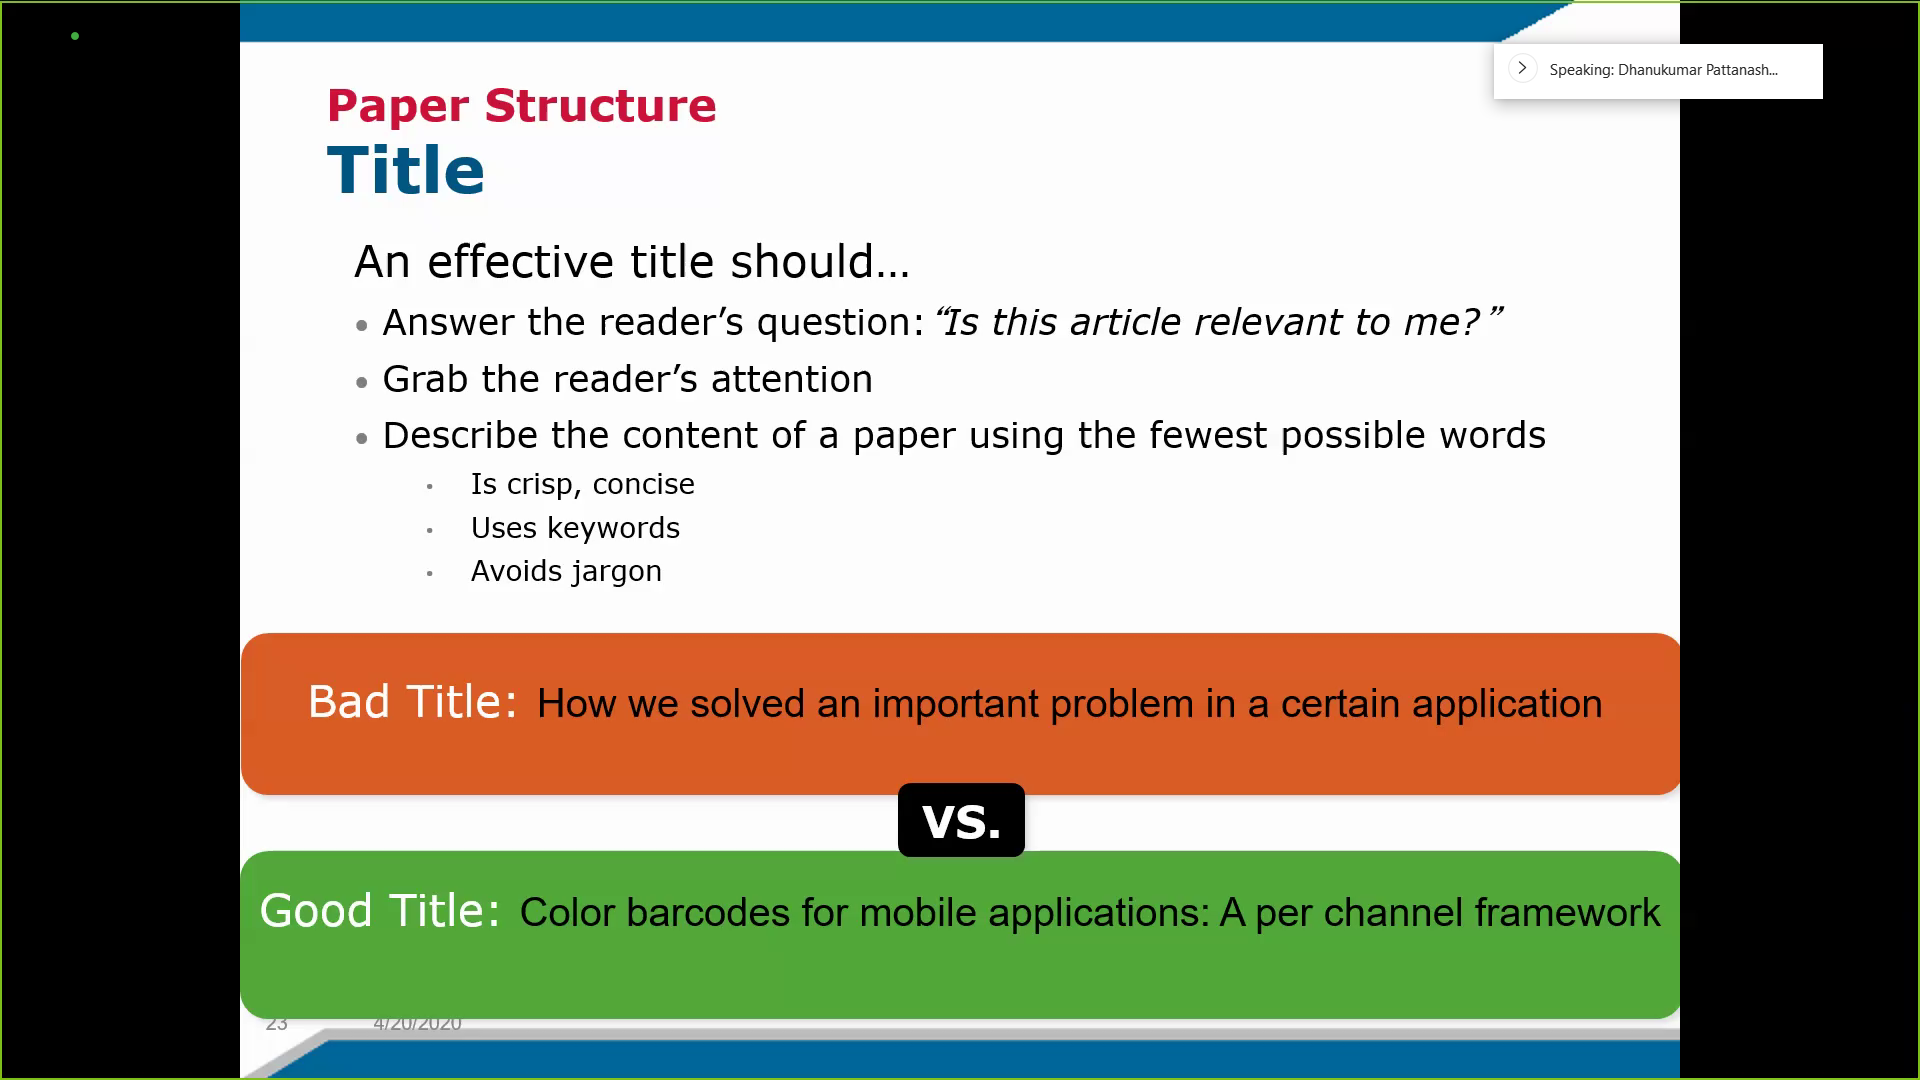 Speaking: Dhanukumar Pattanash...
Paper Structure
Title
An effective title should…
• Answer the reader’s question: “Is this article relevant to me?”
• Grab the reader’s attention
• Describe the content of a paper using the fewest possible words
• Is crisp, concise
• Uses keywords
• Avoids jargon
Bad Title: How we solved an important problem in a certain application
vs.
Good Title: Color barcodes for mobile applications: A per channel framework
23 4/20/2020